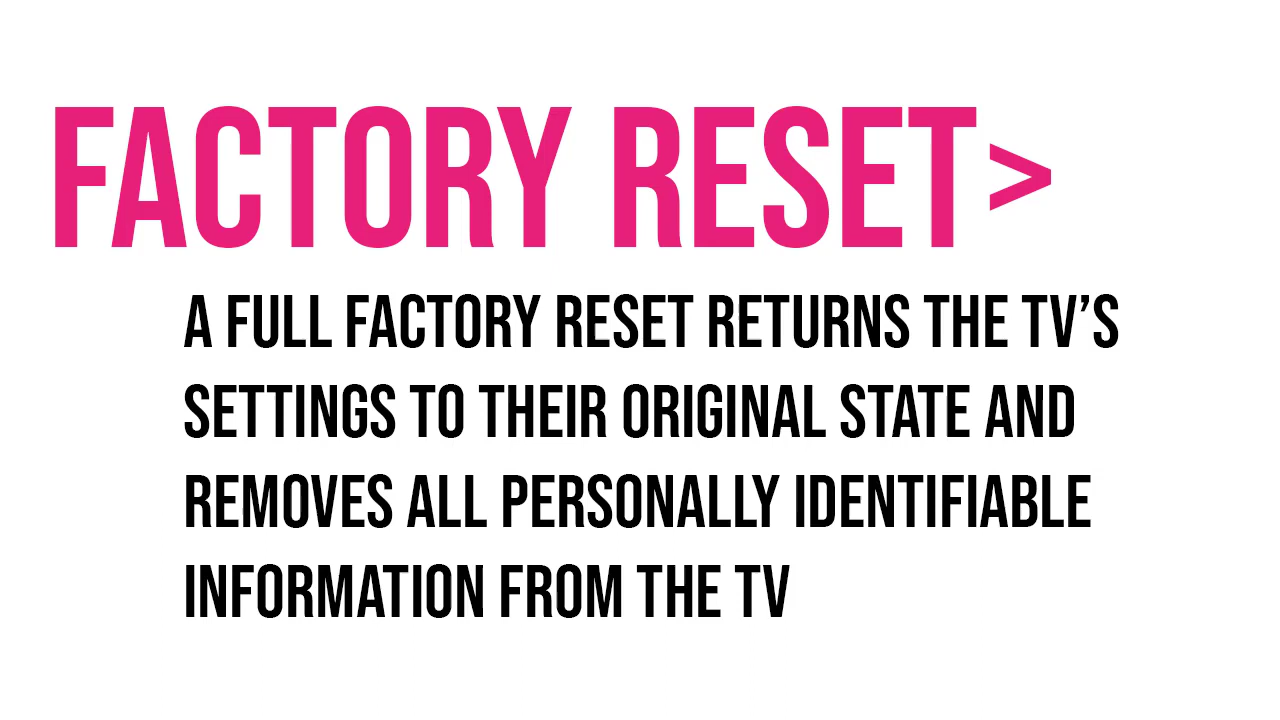 FACTORY RESET>
A FULL FACTORY RESET RETURNS THE TV’S
SETTINGS TO THEIR ORIGINAL STATE AND
REMOVES ALL PERSONALLY IDENTIFIABLE
INFORMATION FROM THE TV